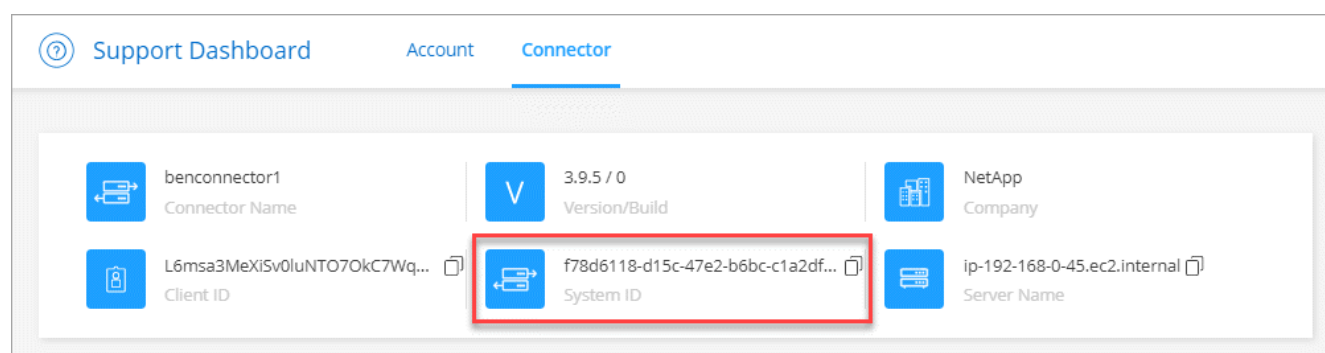 Support Dashboard Account Connector
benconnector1
Connector Name
V
3.9.5 / 0
Version/Build
NetApp
Company
L6msa3MeXiSv0luNTO7OkC7Wq...
Client ID
f78d6118-d15c-47e2-b6bc-c1a2df...
System ID
ip-192-168-0-45.ec2.internal
Server Name